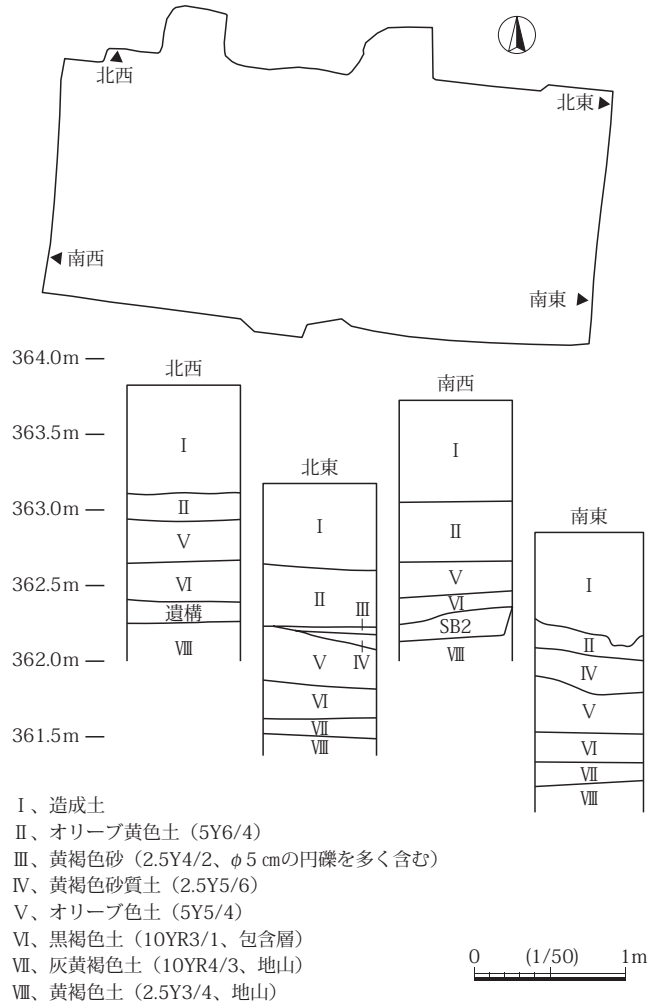 北西
北東
南西
南東
364.0m
363.5m
363.0m
362.5m
362.0m
361.5m
北西
Ⅰ
Ⅱ
Ⅴ
Ⅵ
遺構
Ⅷ
北東
Ⅰ
Ⅱ
Ⅲ
Ⅴ
Ⅳ
Ⅵ
Ⅶ
Ⅷ
南西
Ⅰ
Ⅱ
Ⅴ
Ⅵ
SB2
Ⅷ
南東
Ⅰ
Ⅱ
Ⅳ
Ⅴ
Ⅵ
Ⅶ
Ⅷ
Ⅰ、造成土
Ⅱ、オリーブ黄色土（5Y6/4）
Ⅲ、黄褐色砂（2.5Y4/2、φ5㎝の円礫を多く含む）
Ⅳ、黄褐色砂質土（2.5Y5/6）
Ⅴ、オリーブ色土（5Y5/4）
Ⅵ、黒褐色土（10YR3/1、包含層）
Ⅶ、灰黄褐色土（10YR4/3、地山）
Ⅷ、黄褐色土（2.5Y3/4、地山）
0 (1/50) 1m